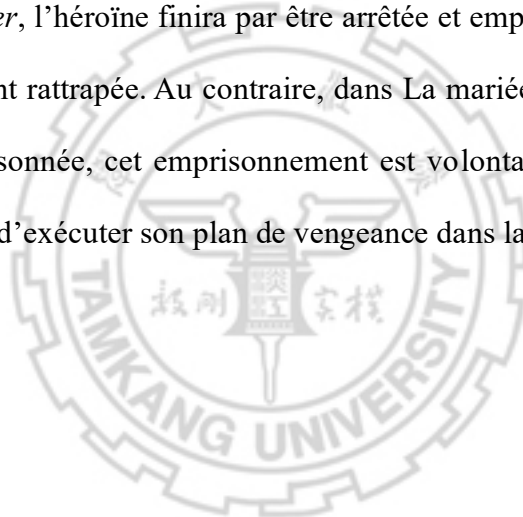 er, l’héroïne finira par être arrêtée et emp
nt rattrapée. Au contraire, dans La mariée
sonnée, cet emprisonnement est volonta
d’exécuter son plan de vengeance dans la
TAMKANG UNIVERSITY